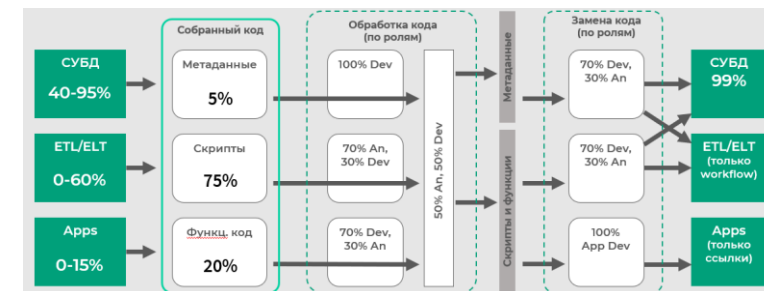 Собранный код
Обработка кода
(по ролям)
Замена кода
(по ролям)
СУБД
40-95%
Метаданные
5%
100% Dev
Метаданные
70% Dev,
30% An
СУБД
99%
ETL/ELT
0-60%
Скрипты
75%
70% An,
30% Dev
50% An, 50% Dev
Скрипты и функции
70% Dev,
30% An
ETL/ELT
(только
workflow)
Apps
0-15%
Функц. код
20%
70% Dev,
30% An
100%
App Dev
Apps
(только
ссылки)